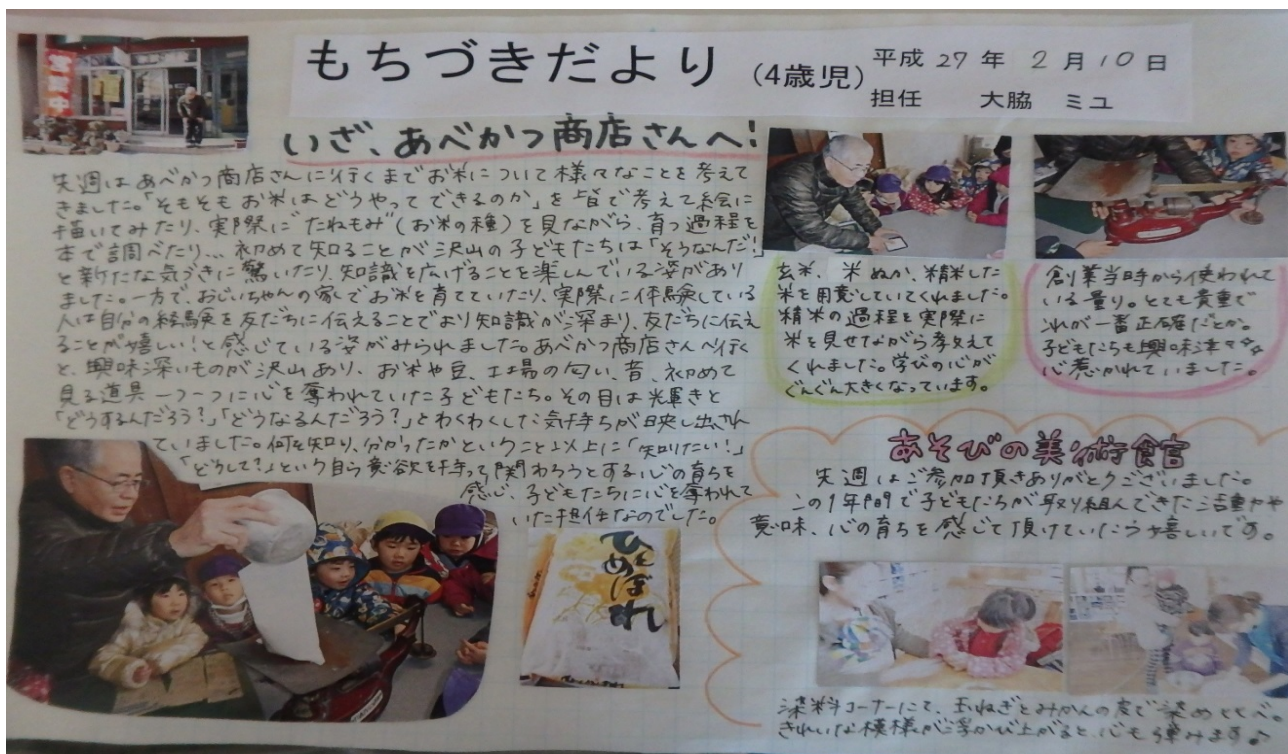 もちづきだより (4歳児) 平成 27 年 2 月 10 日
担任 大脇 ミユ
営業中
いざ、あべかつ商店さんへ!
先週はあべかつ商店さんに行くまでお米について様々なことを考えて
きました。「そもそもお米はどうやってできるのか」を皆で考えて絵に
描いてみたり、実際に"たねもみ"(お米の種)を見ながら、育つ過程を
本で調べたり... 初めて知ることが沢山の子どもたちは「そうなんだ!」
と新たな気づきに驚いたり、知識を広げることを楽しんでいる姿があり
ました。一方で、おじいちゃんの家でお米を育てていたり、実際に体験している
人は自分の経験を友だちに伝えることでより知識が深まり、友だちに伝え
ることが嬉しい!と感じている姿がみられました。あべかつ商店さんへ行く
と、興味深いものが沢山あり、お米や豆、工場の匂い、音、初めて
見る道具一つ一つに心を奪われていた子どもたち。その目は光輝きと
「どうするんだろう?」「どうなるんだろう?」とわくわくした気持ちが映し出され
ていました。何を知り、分かったかということ以上に「知りたい!」
「どうして?」という自ら意欲を持って関わろうとする心の育ちを
感じ、子どもたちに心を奪われて
いた担任なのでした。
ひとめぼれ
玄米、米ぬか、精米した
米を用意していてくれました。
精米の過程を実際に
米を見せながら教えて
くれました。学びの心が
ぐんぐん大きくなっています。
創業当時から使われて
いる量り。とても貴重で
これが一番正確だとか。
子どもたちも興味津々
心惹かれていました。
あそびの美術食官
先週はご参加頂きありがとうございました。
この1年間で子どもたちが取り組んできた活動や
意味、心の育ちを感じて頂けていたら嬉しいです。
染料コーナーにて、玉ねぎとみかんの皮で染めてみて。
きれいな模様が浮かび上がると、心も弾みます♪